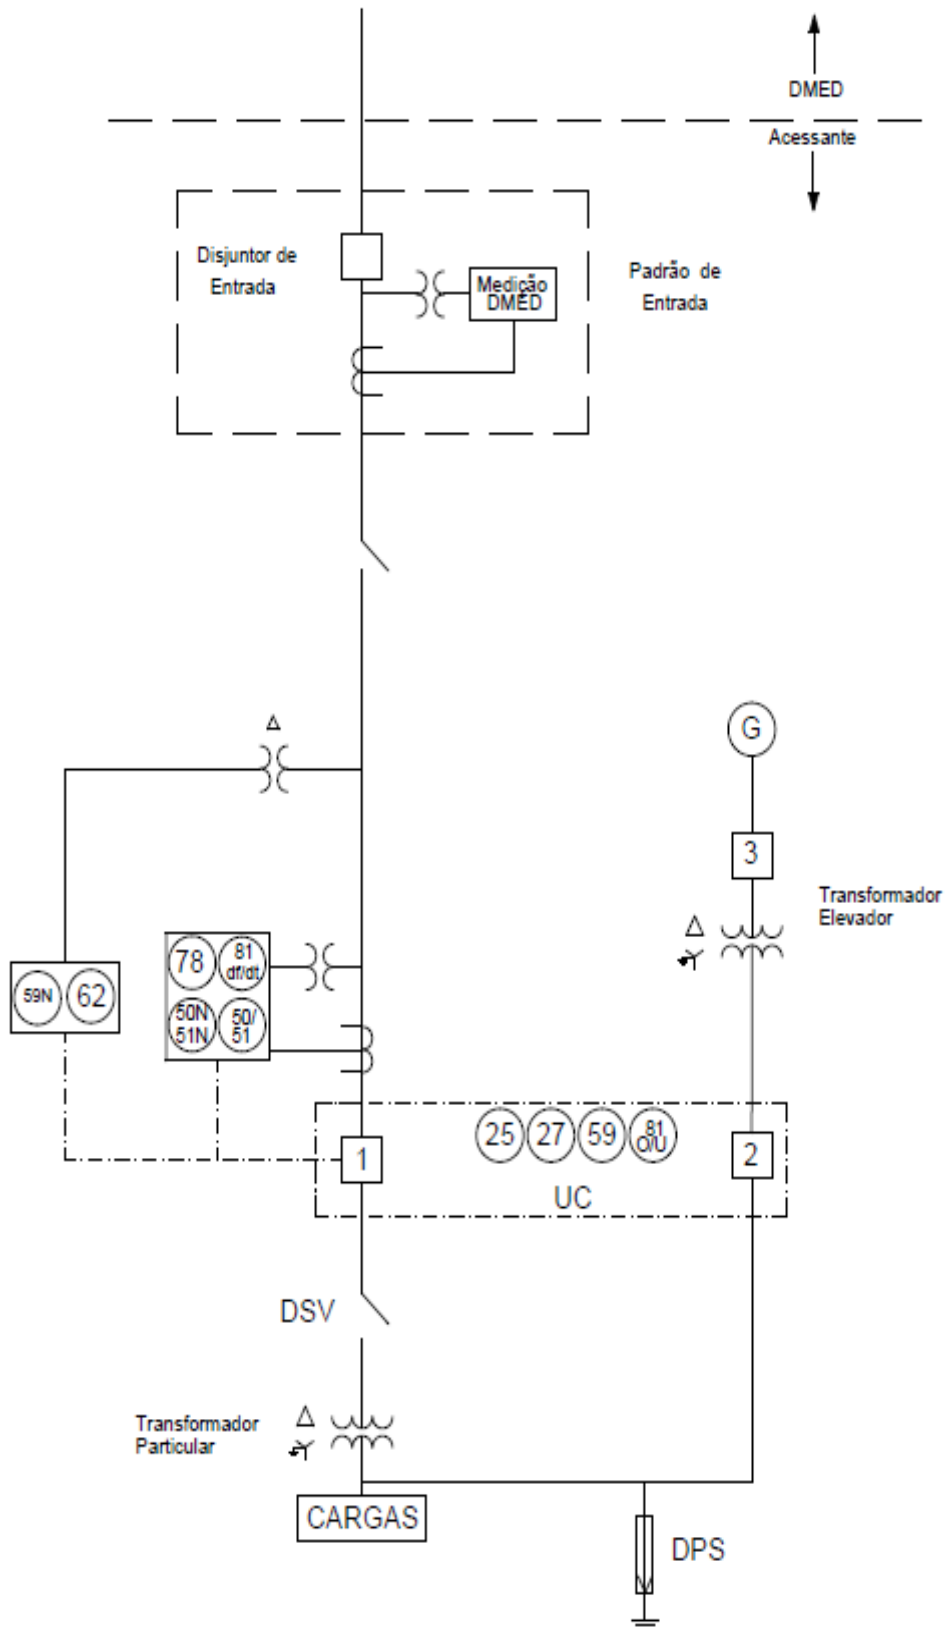 DMED
Acessante
Disjuntor de
Entrada
Medição
DMED
Padrão de
Entrada
Δ
G
3
Transformador
Elevador
Δ
78
81
df/dt
59N
62
50N
51N
50/
51
25
27
59
81
O/U
1
2
UC
DSV
Transformador
Particular
Δ
CARGAS
DPS